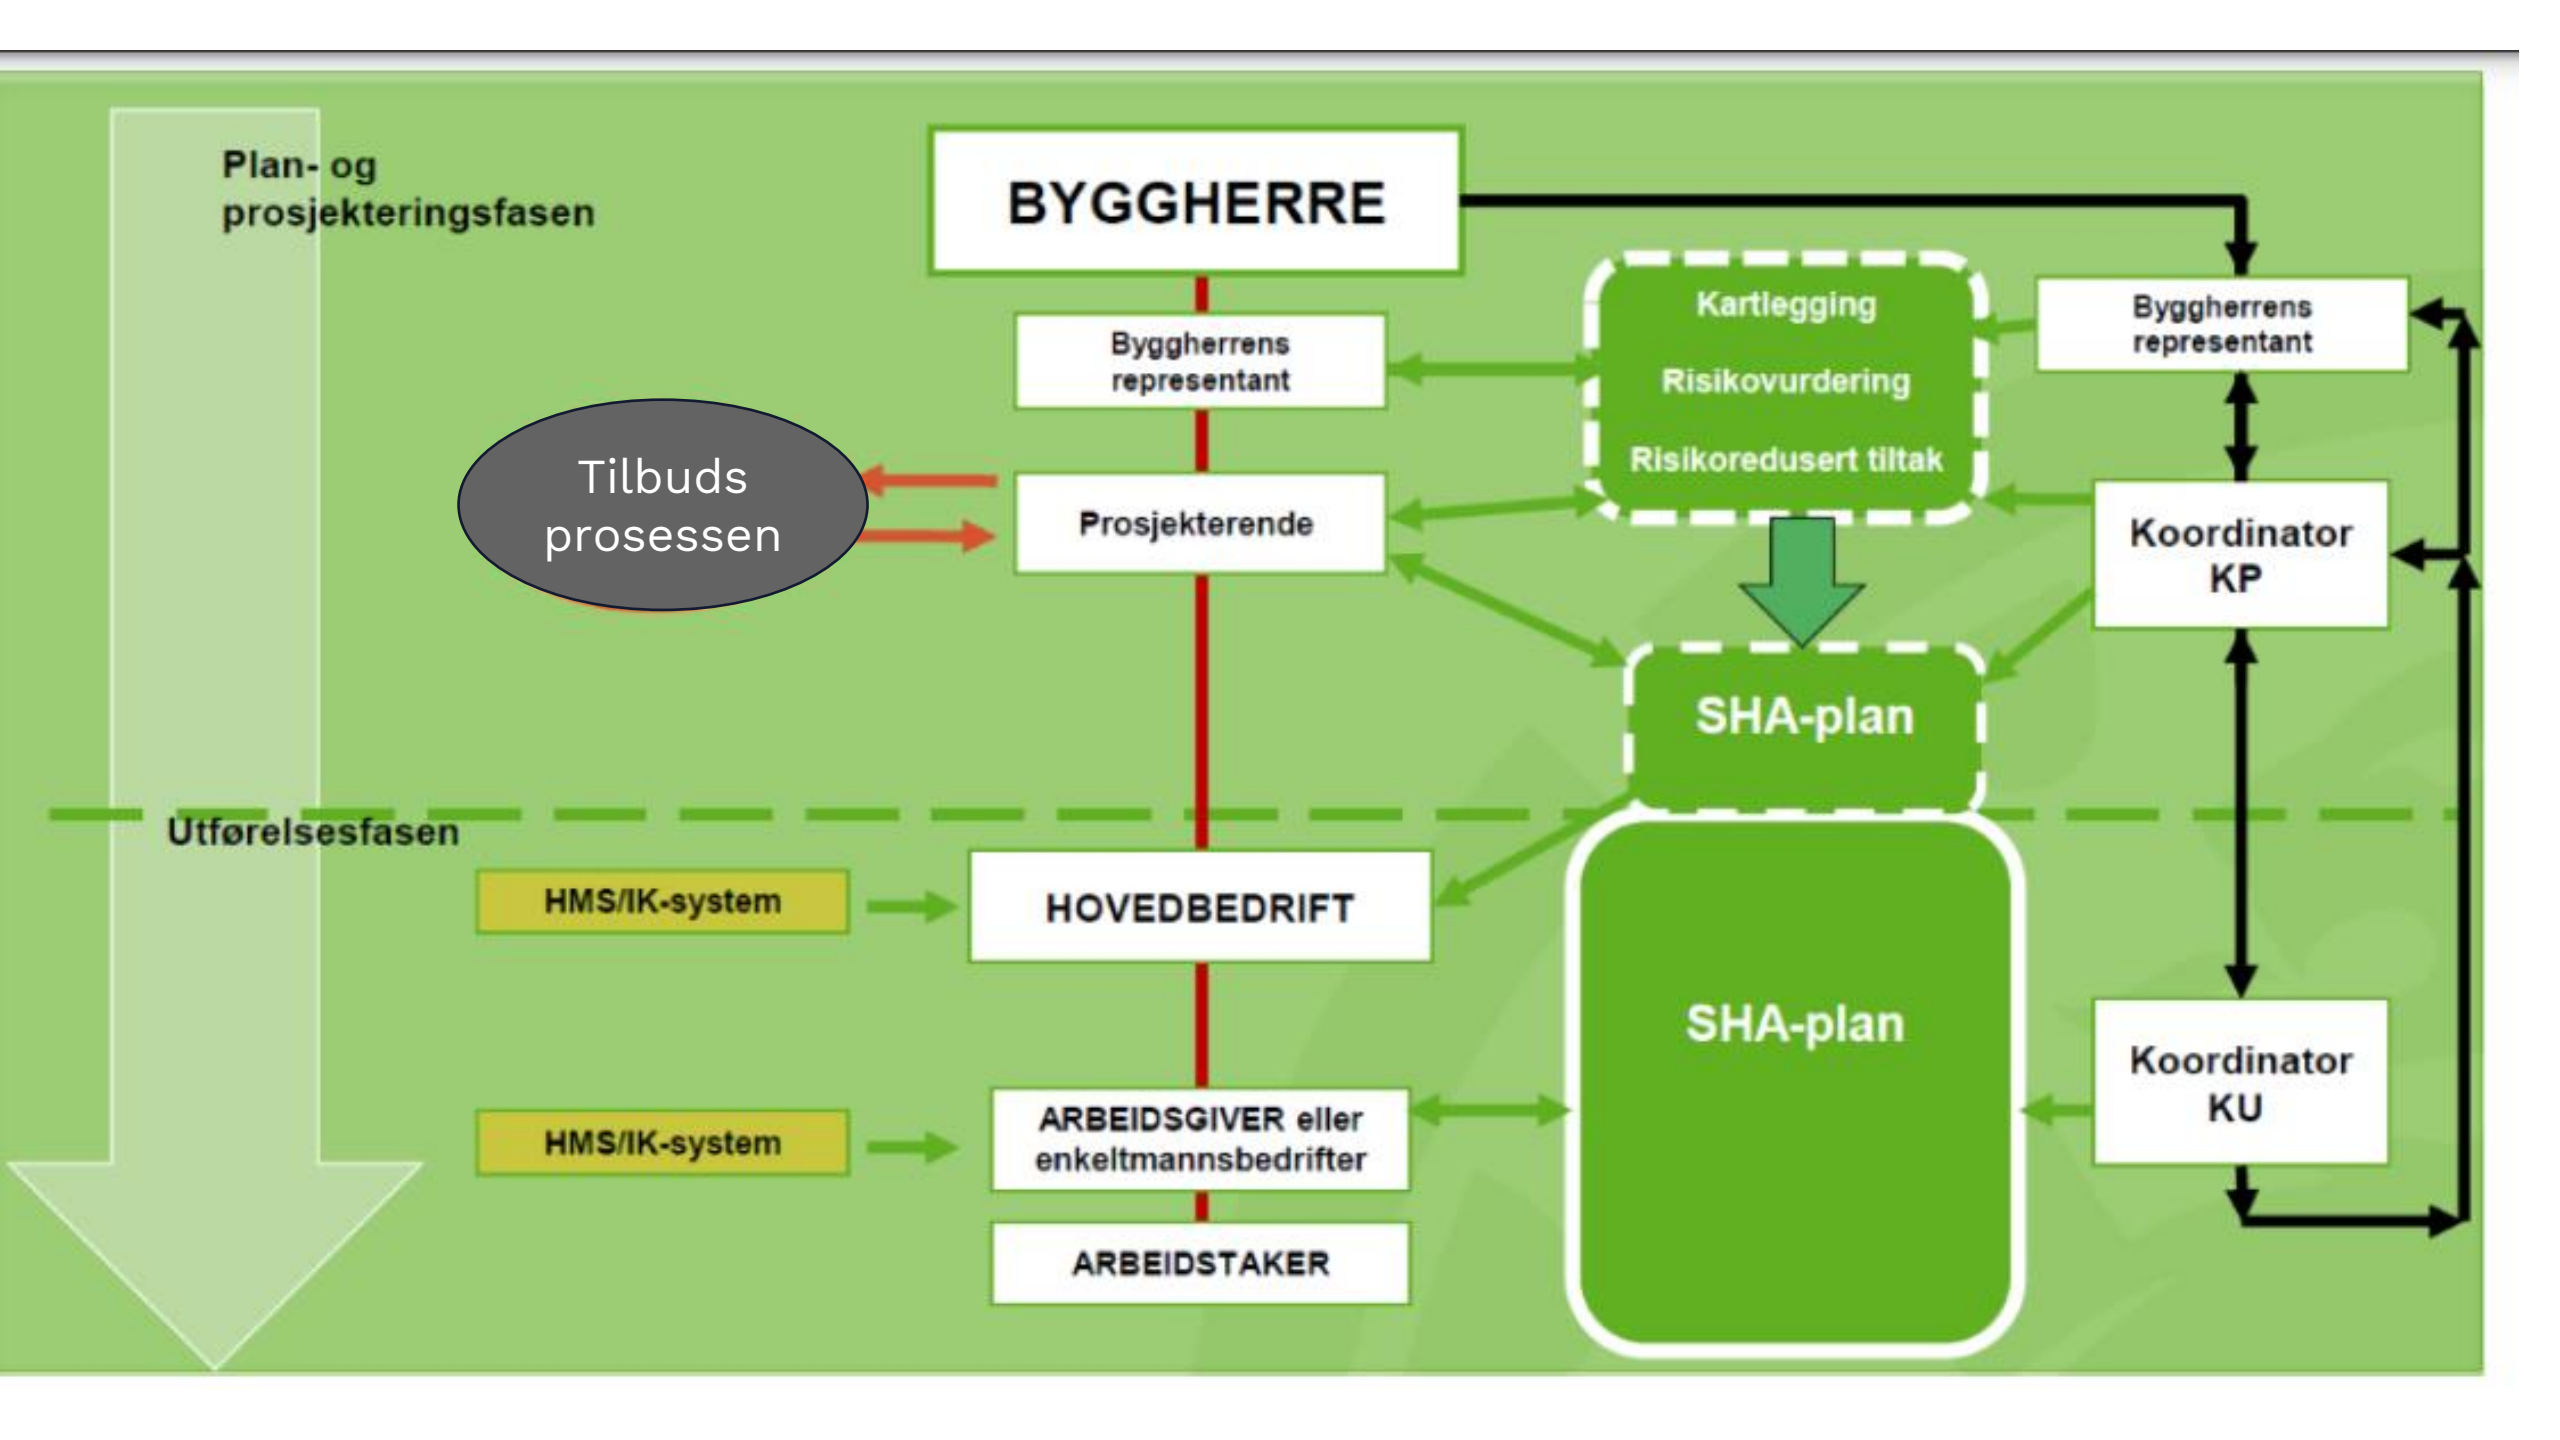 Plan- og
prosjekteringsfasen
BYGGHERRE
Byggherrens
representant
Kartlegging
Risikovurdering
Risikoredusert tiltak
Byggherrens
representant
Tilbuds
prosessen
Prosjekterende
Koordinator
KP
SHA-plan
Utførelsesfasen
HMS/IK-system
HOVEDBEDRIFT
SHA-plan
Koordinator
KU
HMS/IK-system
ARBEIDSGIVER eller
enkeltmannsbedrifter
ARBEIDSTAKER